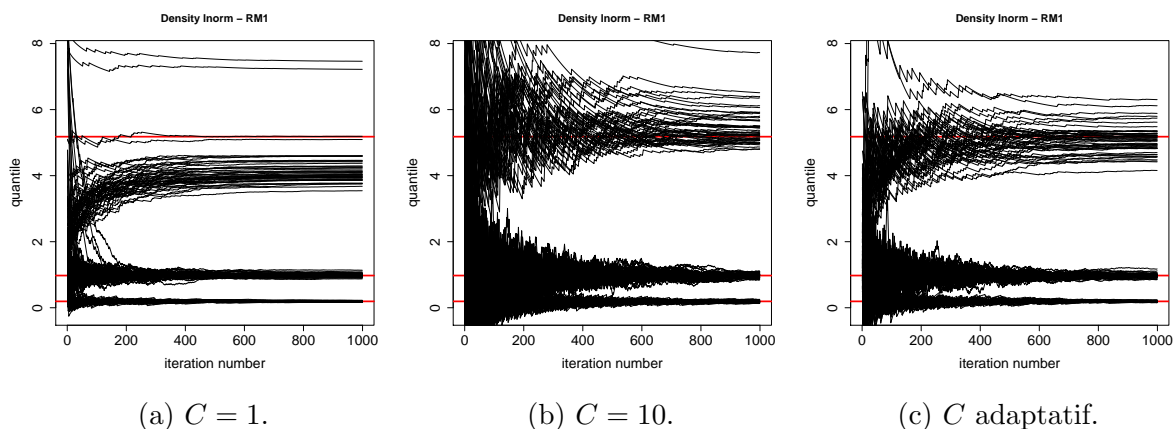 Density lnorm – RM1
Density lnorm – RM1
Density lnorm – RM1
quantile
8
6
4
2
0
0 200 400 600 800 1000
iteration number
quantile
8
6
4
2
0
0 200 400 600 800 1000
iteration number
quantile
8
6
4
2
0
0 200 400 600 800 1000
iteration number
(a) C = 1.
(b) C = 10.
(c) C adaptatif.